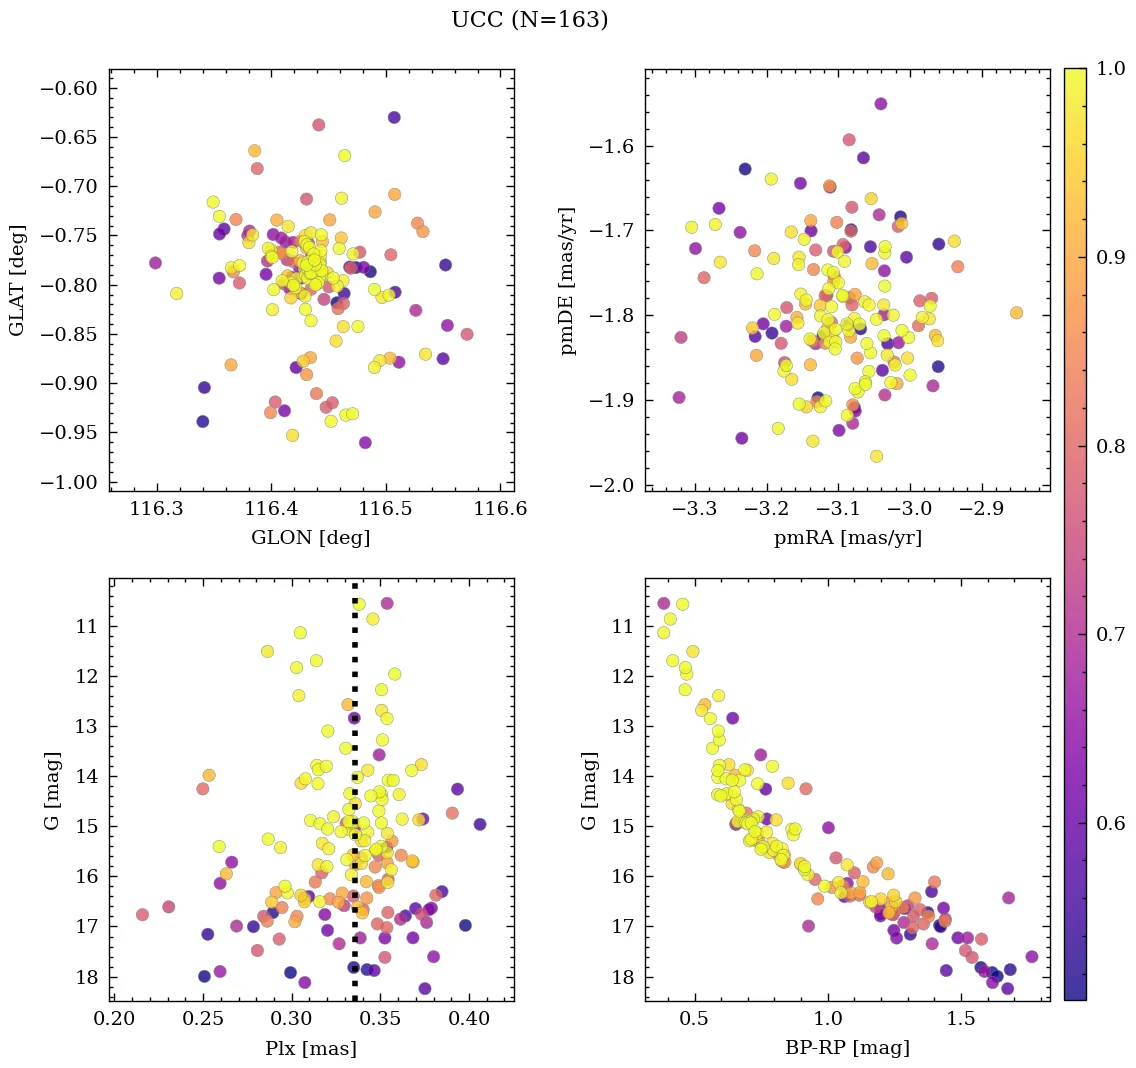 UCC (N=163)
−0.60
−0.65
−0.70
−0.75
−0.80
−0.85
−0.90
−0.95
−1.00
GLAT [deg]
116.3 116.4 116.5 116.6
GLON [deg]
−1.6
−1.7
−1.8
−1.9
−2.0
pmDE [mas/yr]
−3.3 −3.2 −3.1 −3.0 −2.9
pmRA [mas/yr]
11
12
13
14
15
16
17
18
G [mag]
0.20 0.25 0.30 0.35 0.40
Plx [mas]
11
12
13
14
15
16
17
18
G [mag]
0.5 1.0 1.5
BP-RP [mag]
1.0
0.9
0.8
0.7
0.6